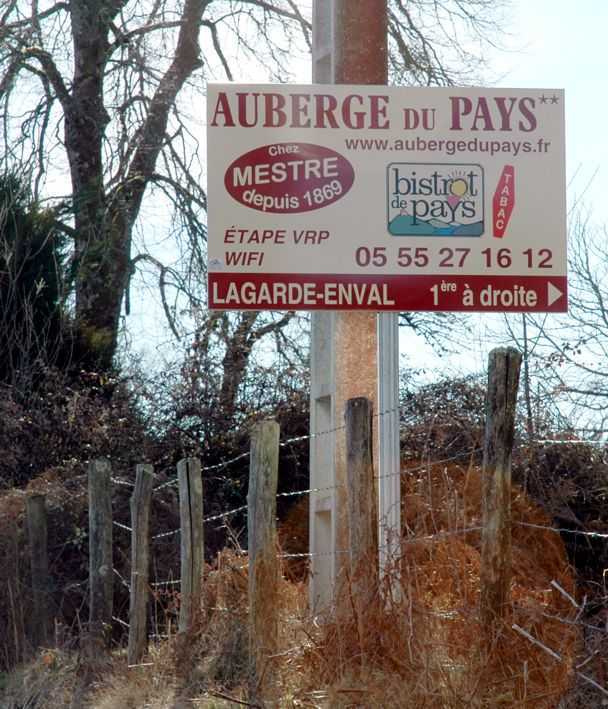 AUBERGE DU PAYS**
www.aubergedupays.fr
Chez
MESTRE
depuis 1869
bistrot
de pays
TABAC
ÉTAPE VRP
WIFI
05 55 27 16 12
LAGARDE-ENVAL 1ère à droite